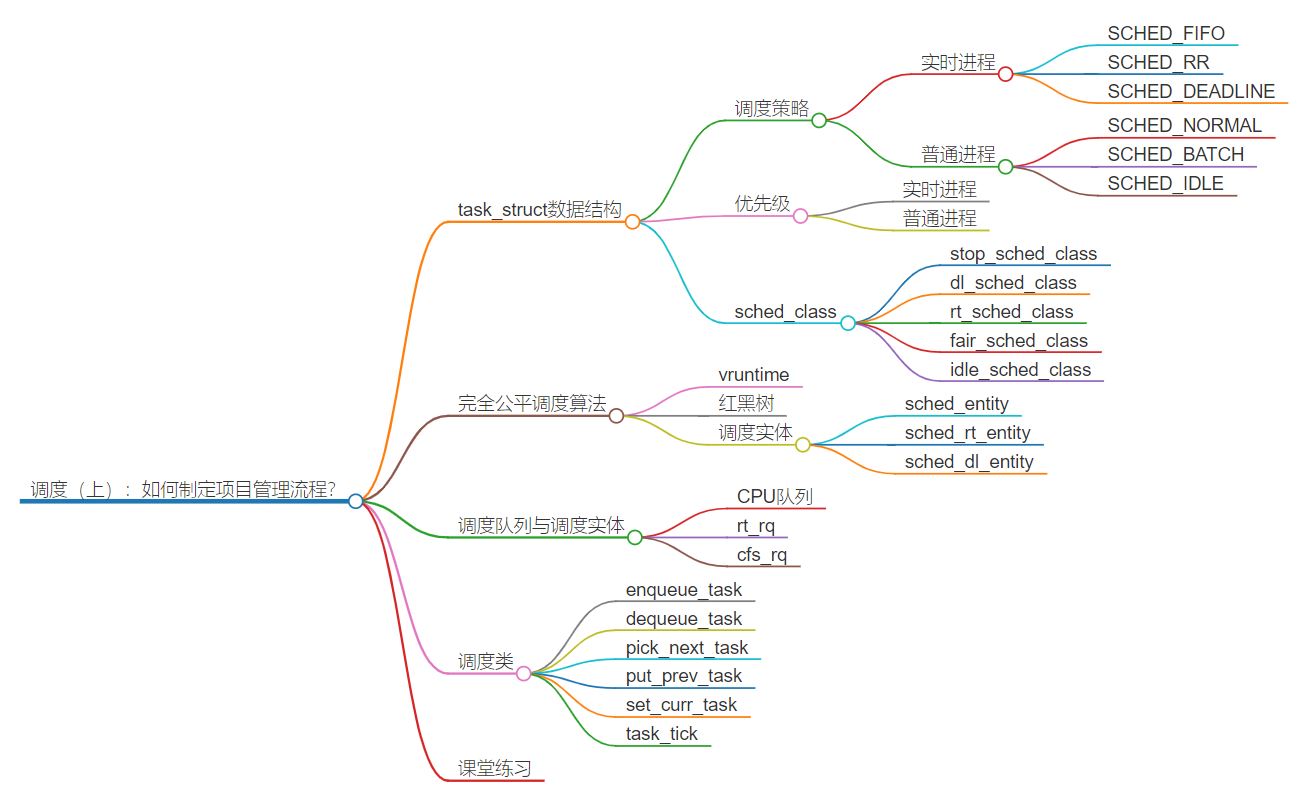 调度（上）：如何制定项目管理流程？
task_struct数据结构
调度策略
实时进程
SCHED_FIFO
SCHED_RR
SCHED_DEADLINE
普通进程
SCHED_NORMAL
SCHED_BATCH
SCHED_IDLE
优先级
实时进程
普通进程
sched_class
stop_sched_class
dl_sched_class
rt_sched_class
fair_sched_class
idle_sched_class
完全公平调度算法
vruntime
红黑树
调度实体
sched_entity
sched_rt_entity
sched_dl_entity
调度队列与调度实体
CPU队列
rt_rq
cfs_rq
调度类
enqueue_task
dequeue_task
pick_next_task
put_prev_task
set_curr_task
task_tick
课堂练习